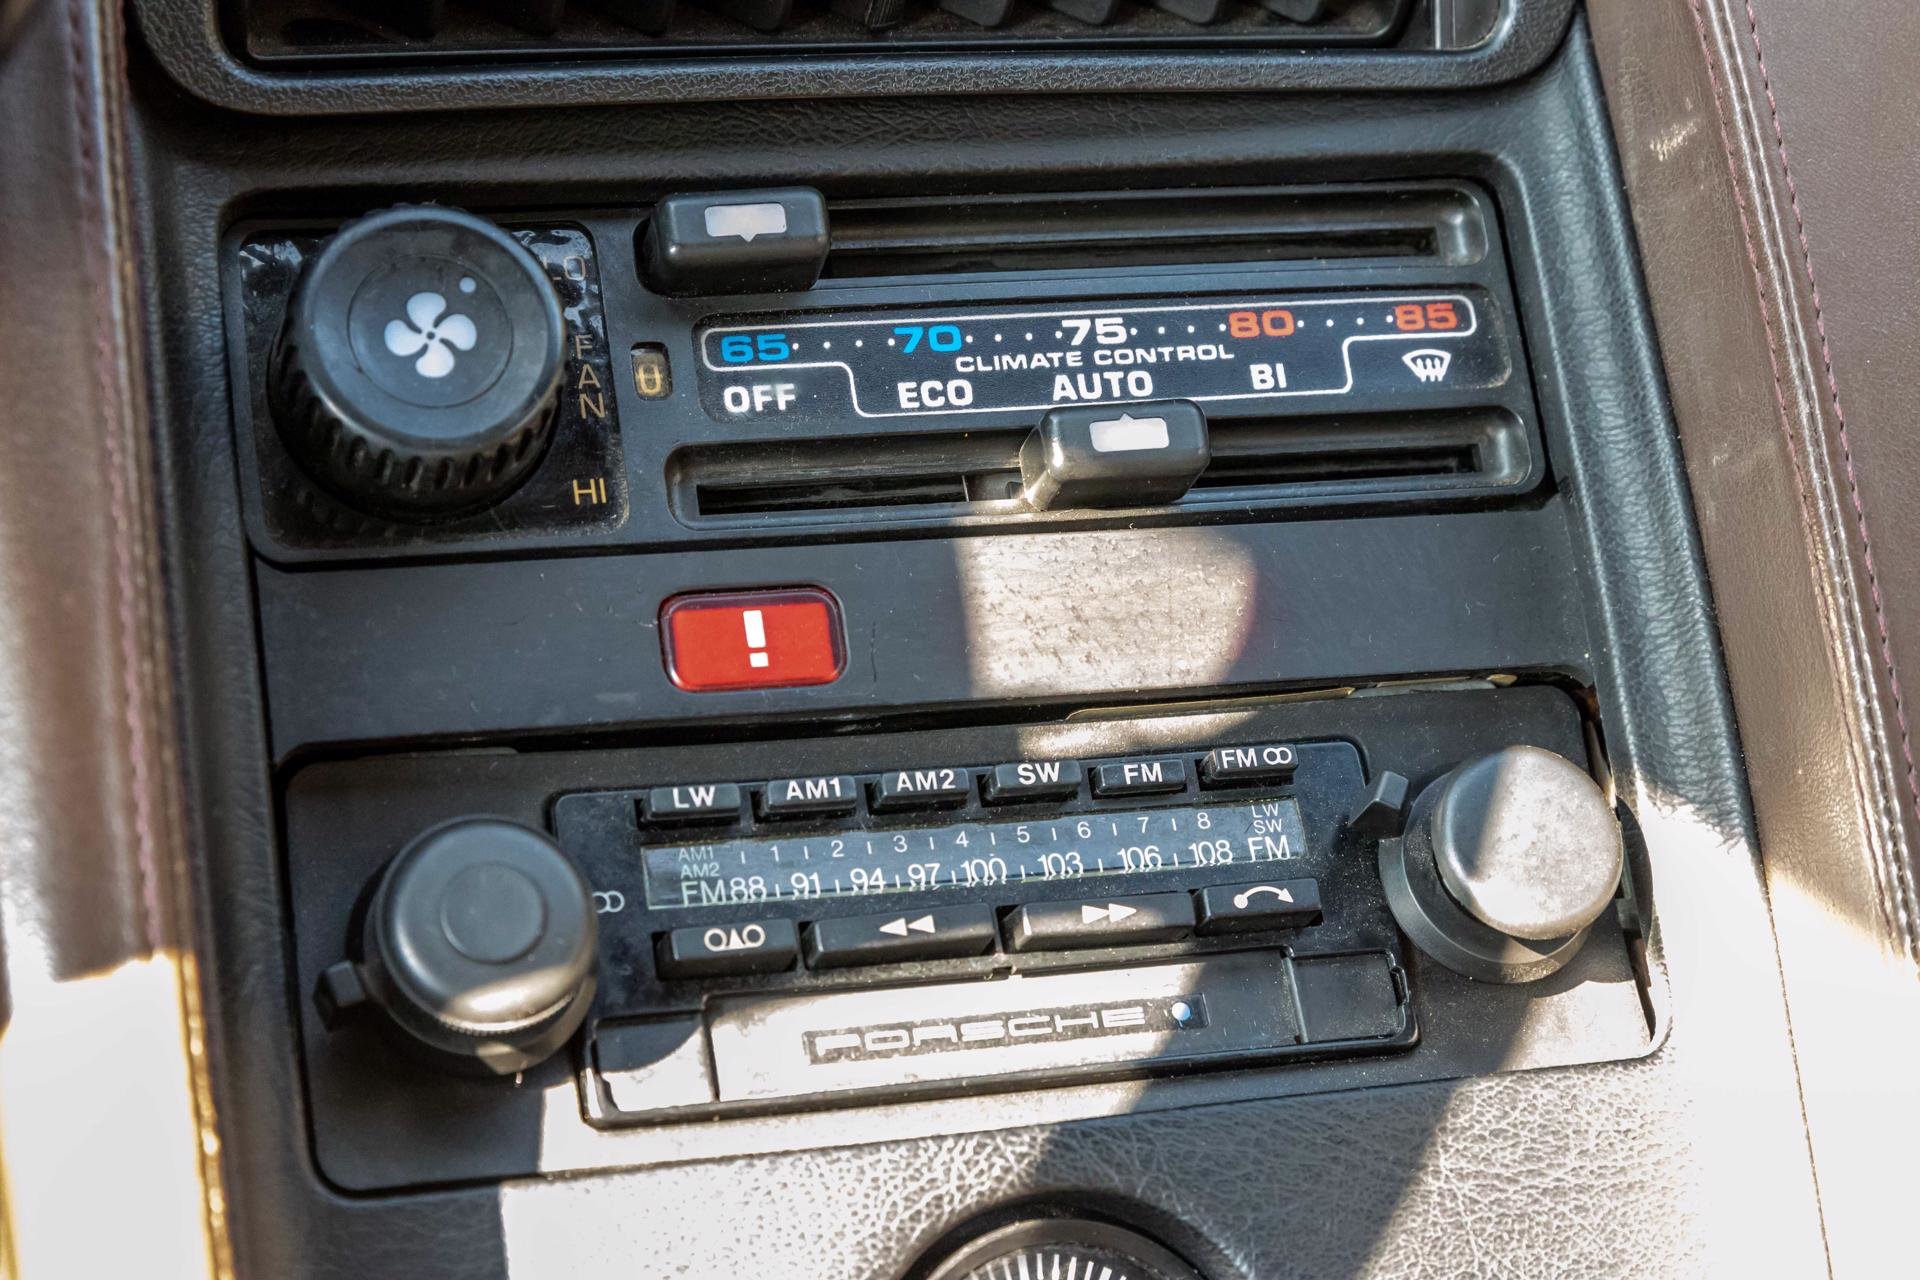 LO
FAN
HI
65 70 75 80 85
CLIMATE CONTROL
OFF ECO AUTO BI
!
LW AM1 AM2 SW FM FM
AM1 1 2 3 4 5 6 7 8 LW
AM2 SW
FM 88 91 94 97 100 103 106 108 FM
PORSCHE